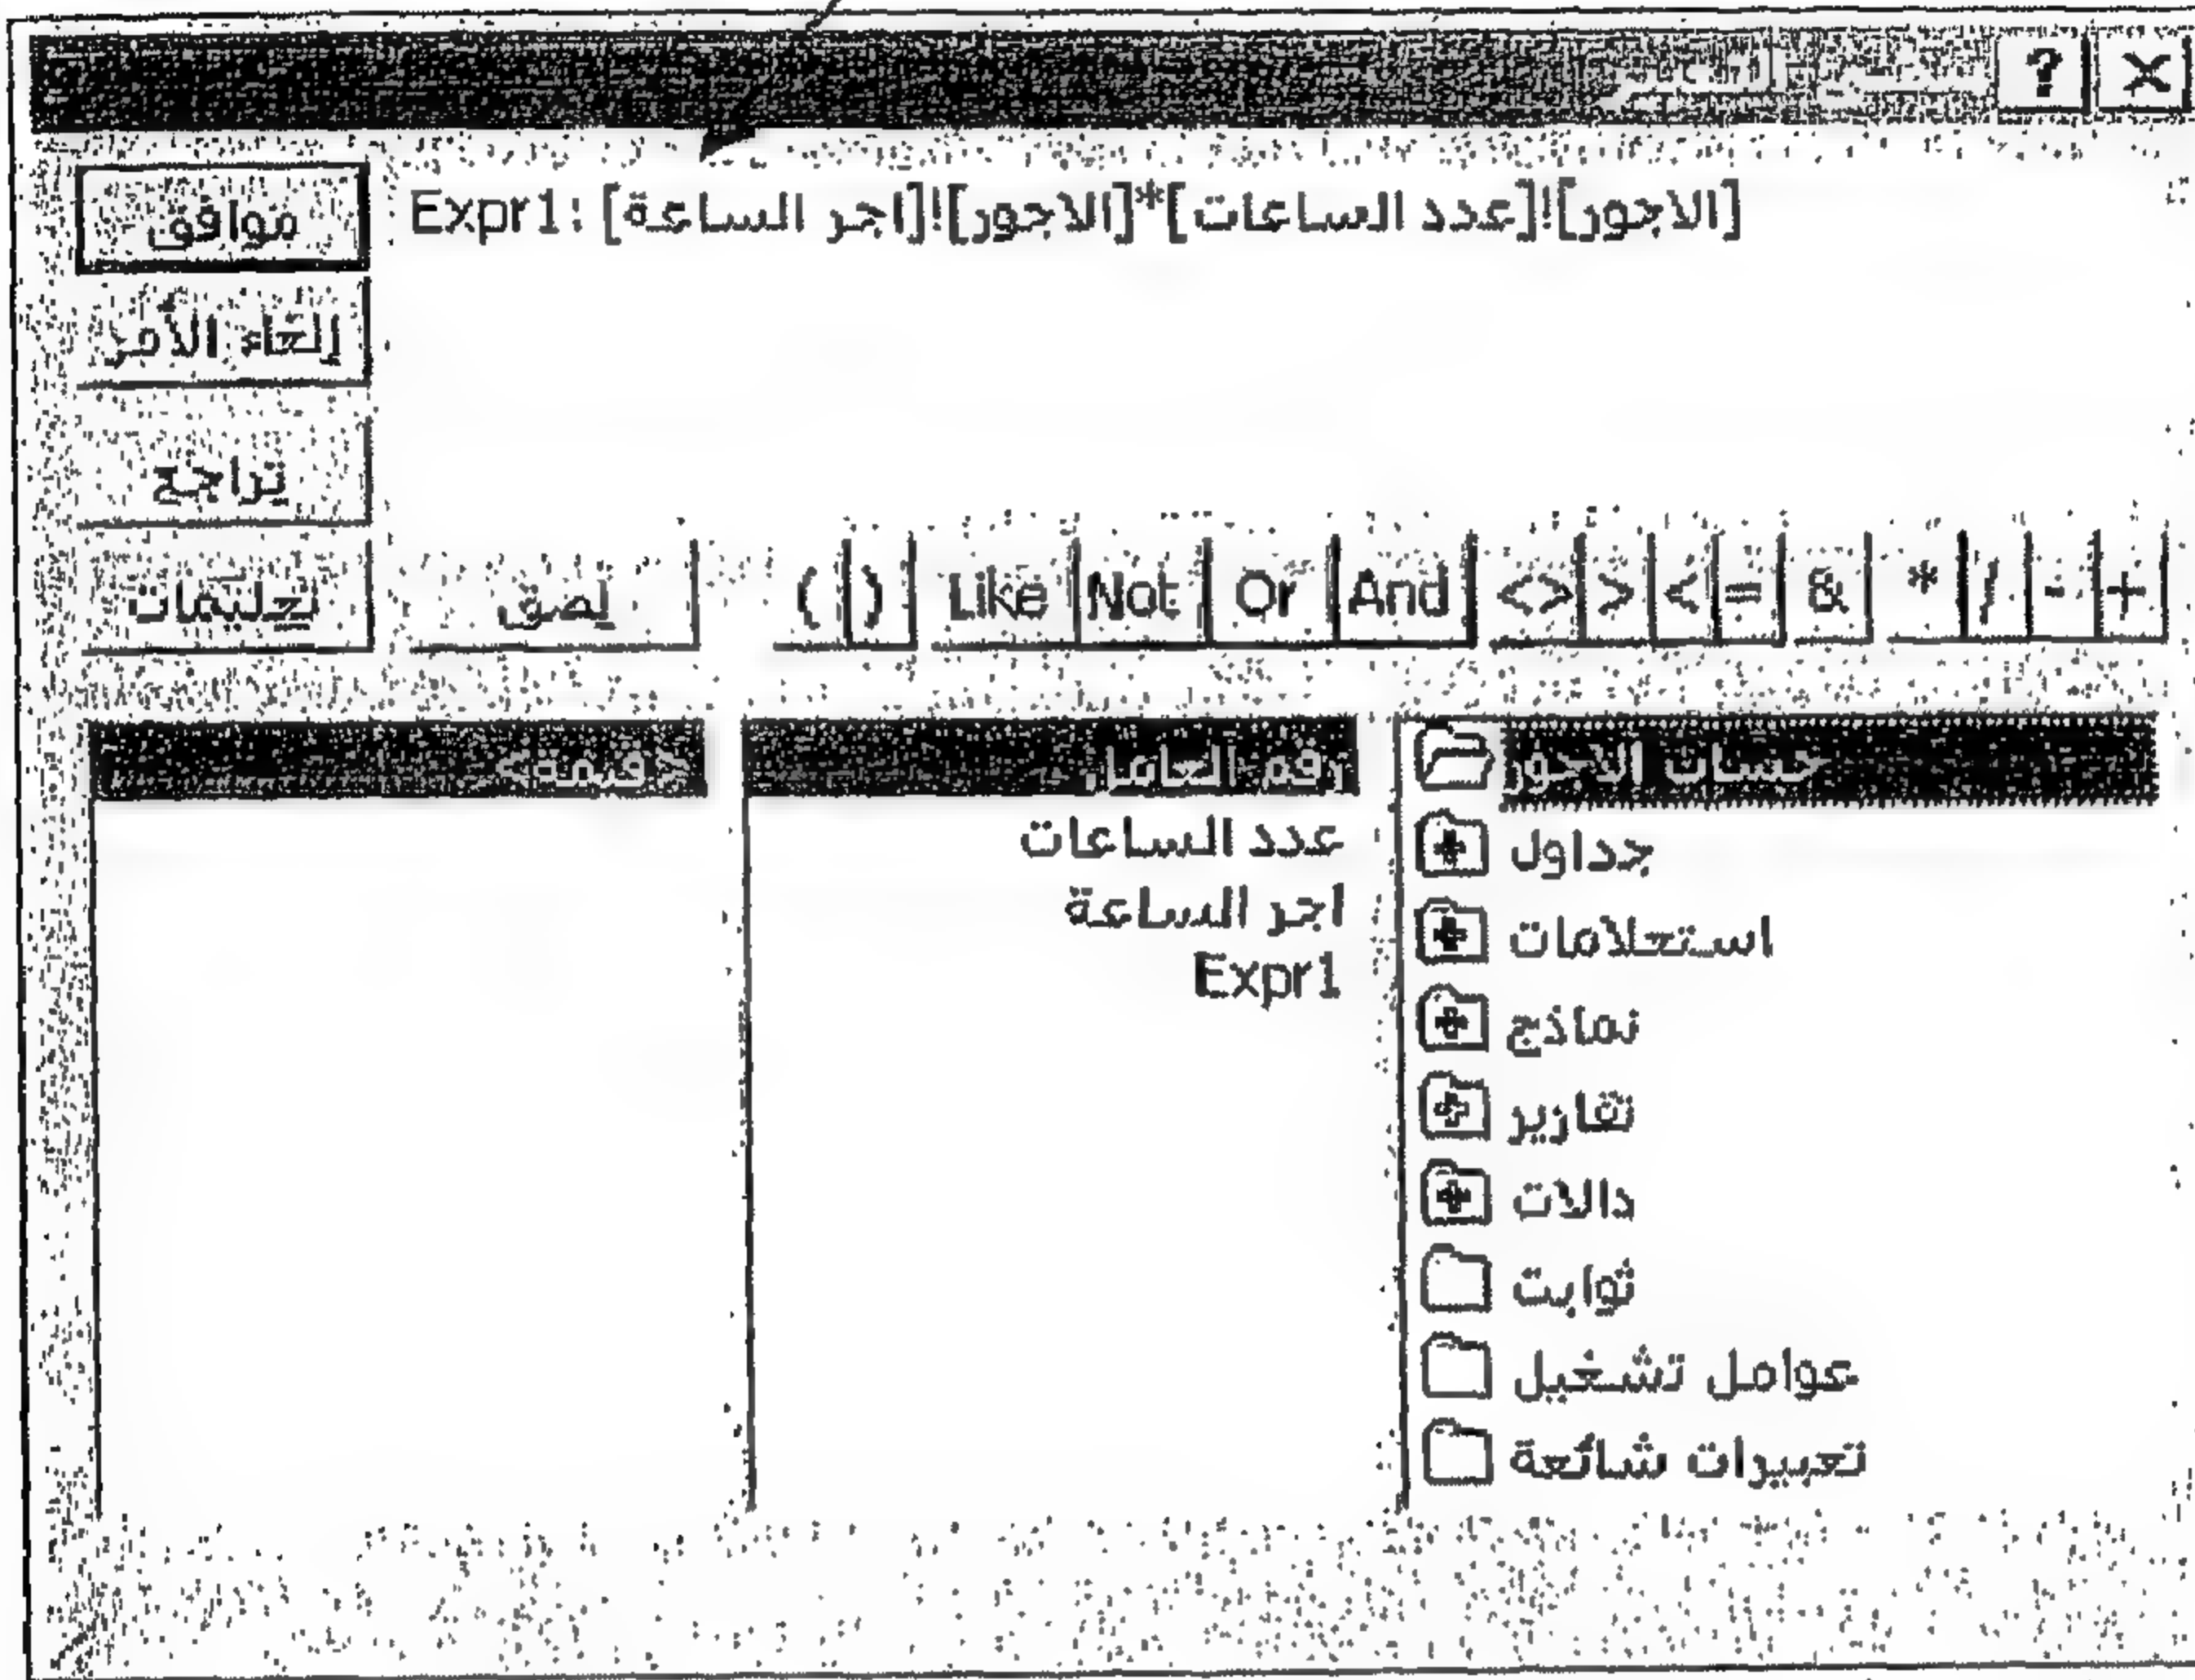 Expr1: [الاجور]![عدد الساعات]*[الاجور]![اجر الساعة]
موافق
إلغاء الأمر
تراجع
تعليمات
لصق
( ) Like Not Or And <> > < = & * / - +
حساب الاجور
جداول
استعلامات
نماذج
تقارير
دالات
ثوابت
عوامل تشغيل
تعبيرات شائعة
رقم العامل
عدد الساعات
اجر الساعة
Expr1
<قيمة>